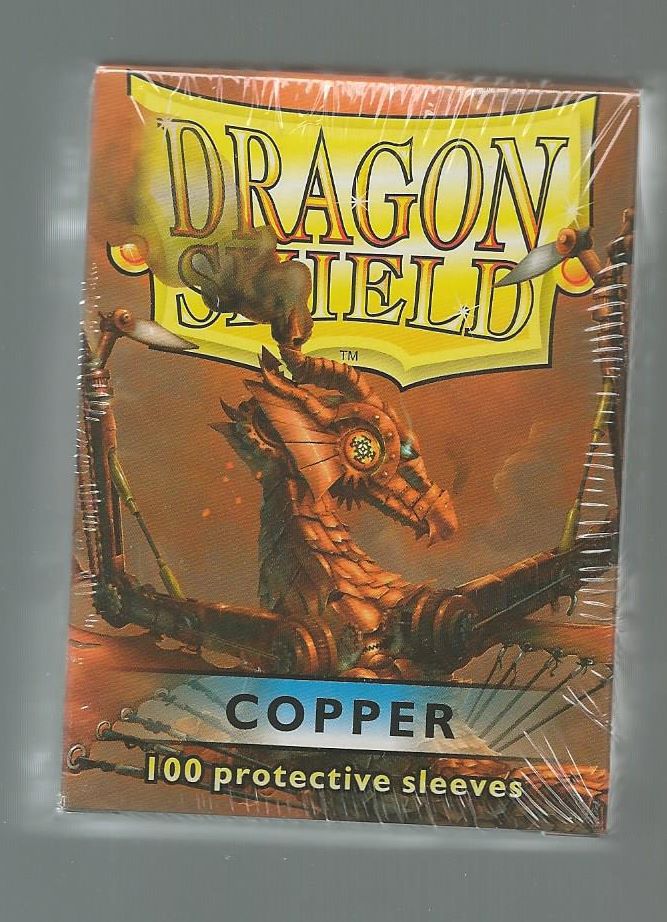 DRAGON
SHIELD
TM
COPPER
100 protective sleeves